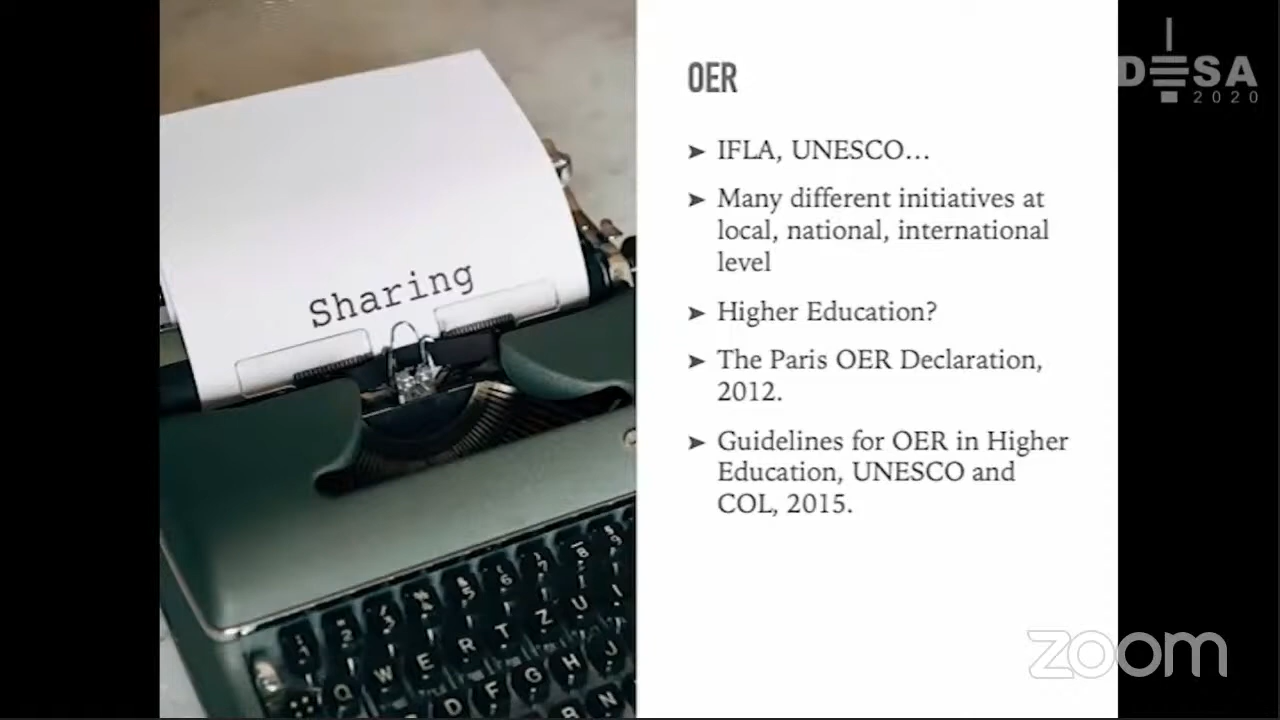 Sharing
OER
➤ IFLA, UNESCO…
➤ Many different initiatives at
local, national, international
level
➤ Higher Education?
➤ The Paris OER Declaration,
2012.
➤ Guidelines for OER in Higher
Education, UNESCO and
COL, 2015.
DESA
2020
zoom
Q W E R T Z U
D F G H J